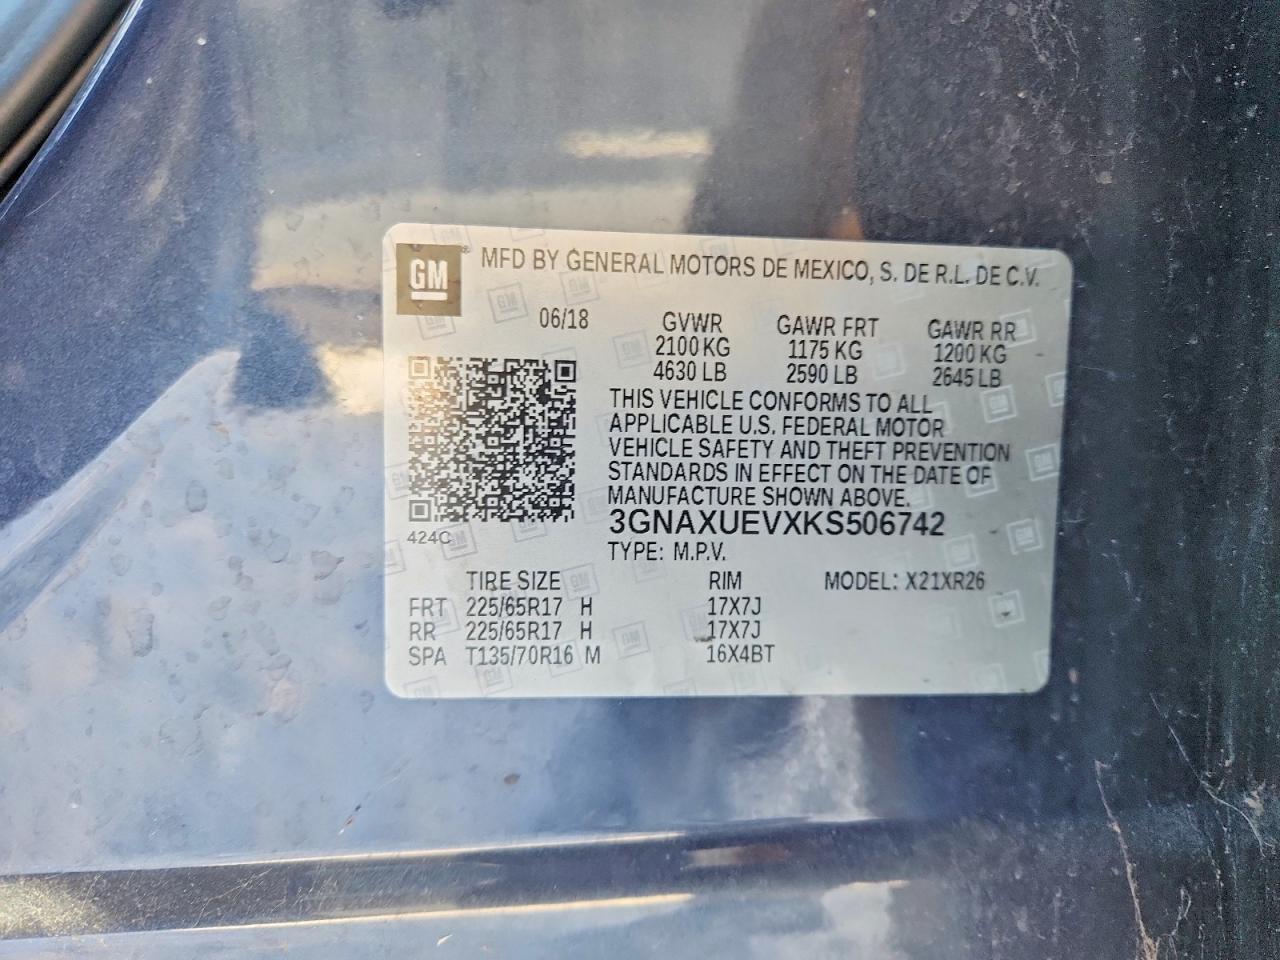 GM® MFD BY GENERAL MOTORS DE MEXICO, S. DE R.L. DE C.V.
06/18 GVWR GAWR FRT GAWR RR
2100 KG 1175 KG 1200 KG
4630 LB 2590 LB 2645 LB
THIS VEHICLE CONFORMS TO ALL
APPLICABLE U.S. FEDERAL MOTOR
VEHICLE SAFETY AND THEFT PREVENTION
STANDARDS IN EFFECT ON THE DATE OF
MANUFACTURE SHOWN ABOVE.
3GNAXUEVXKS506742
424C
TYPE: M.P.V.
TIRE SIZE RIM MODEL: X21XR26
FRT 225/65R17 H 17X7J
RR 225/65R17 H 17X7J
SPA T135/70R16 M 16X4BT